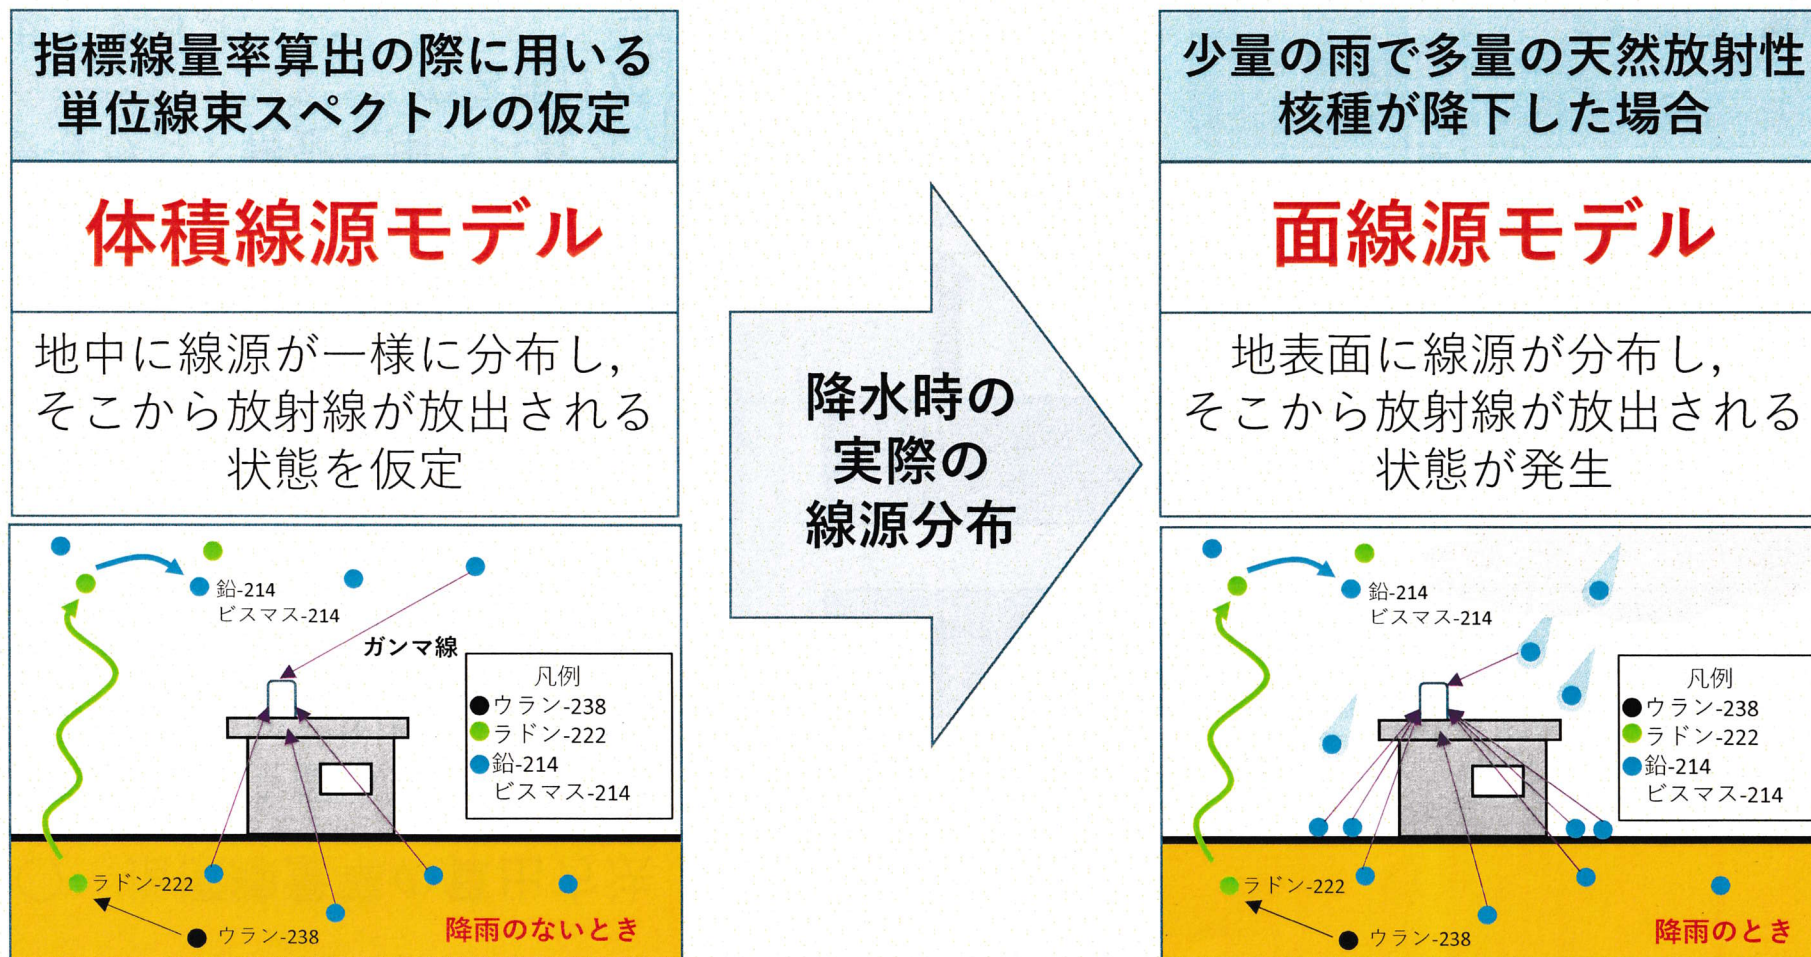 指標線量率算出の際に用いる
単位線束スペクトルの仮定
体積線源モデル
地中に線源が一様に分布し，
そこから放射線が放出される
状態を仮定
鉛-214
ビスマス-214
ガンマ線
凡例
ウラン-238
ラドン-222
鉛-214
ビスマス-214
ラドン-222
ウラン-238
降雨のないとき
降水時の
実際の
線源分布
少量の雨で多量の天然放射性
核種が降下した場合
面線源モデル
地表面に線源が分布し，
そこから放射線が放出される
状態が発生
鉛-214
ビスマス-214
凡例
ウラン-238
ラドン-222
鉛-214
ビスマス-214
ラドン-222
ウラン-238
降雨のとき